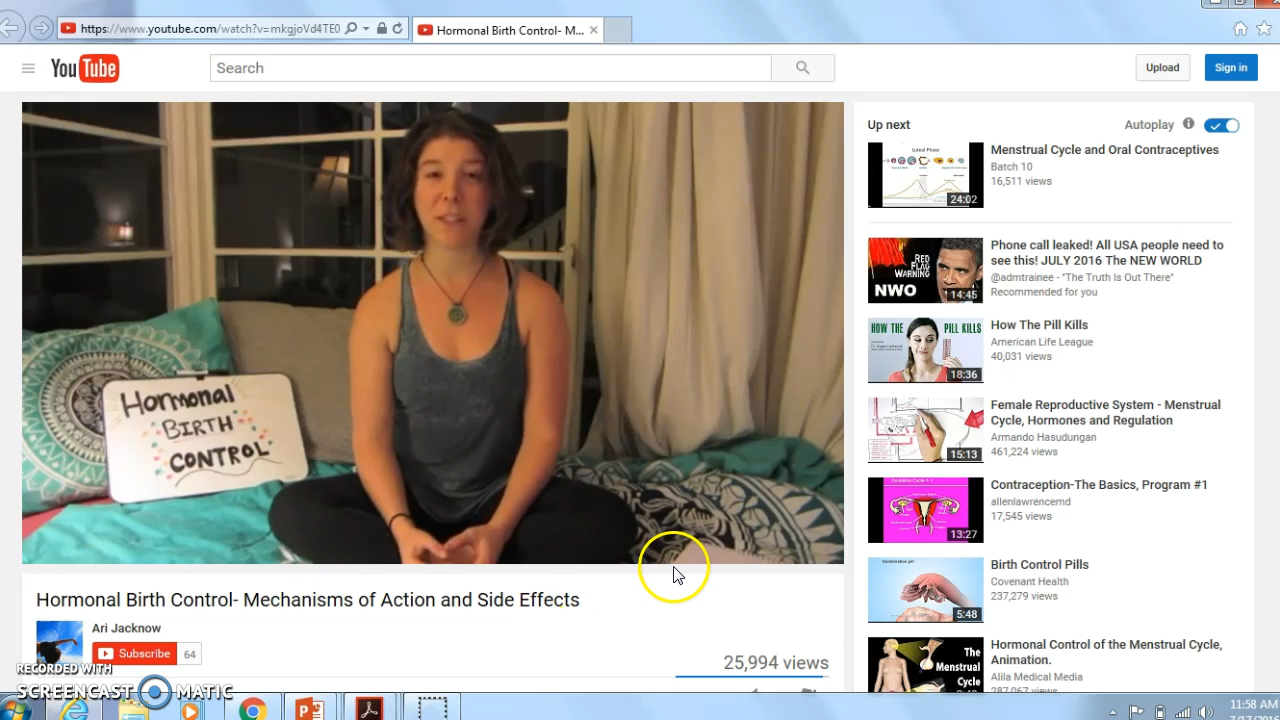 https://www.youtube.com/watch?v=mkgjoVd4TE0
Hormonal Birth Control- M...
YouTube
Search
Upload
Sign in
Hormonal
BIRTH
CONTROL
Hormonal Birth Control- Mechanisms of Action and Side Effects
Ari Jacknow
Subscribe 64
25,994 views
Up next
Autoplay
Luteal Phase
24:02
Menstrual Cycle and Oral Contraceptives
Batch 10
16,511 views
RED
FLAG
WARNING
NWO
14:45
Phone call leaked! All USA people need to
see this! JULY 2016 The NEW WORLD
@admtrainee - "The Truth Is Out There"
Recommended for you
HOW THE PILL KILLS
18:36
How The Pill Kills
American Life League
40,031 views
15:13
Female Reproductive System - Menstrual
Cycle, Hormones and Regulation
Armando Hasudungan
461,224 views
13:27
Contraception-The Basics, Program #1
allenlawrencemd
17,545 views
5:48
Birth Control Pills
Covenant Health
237,279 views
The
Menstrual
Cycle
Hormonal Control of the Menstrual Cycle,
Animation.
Alila Medical Media
287,067 views
RECORDED WITH
SCREENCAST MATIC
11:58 AM